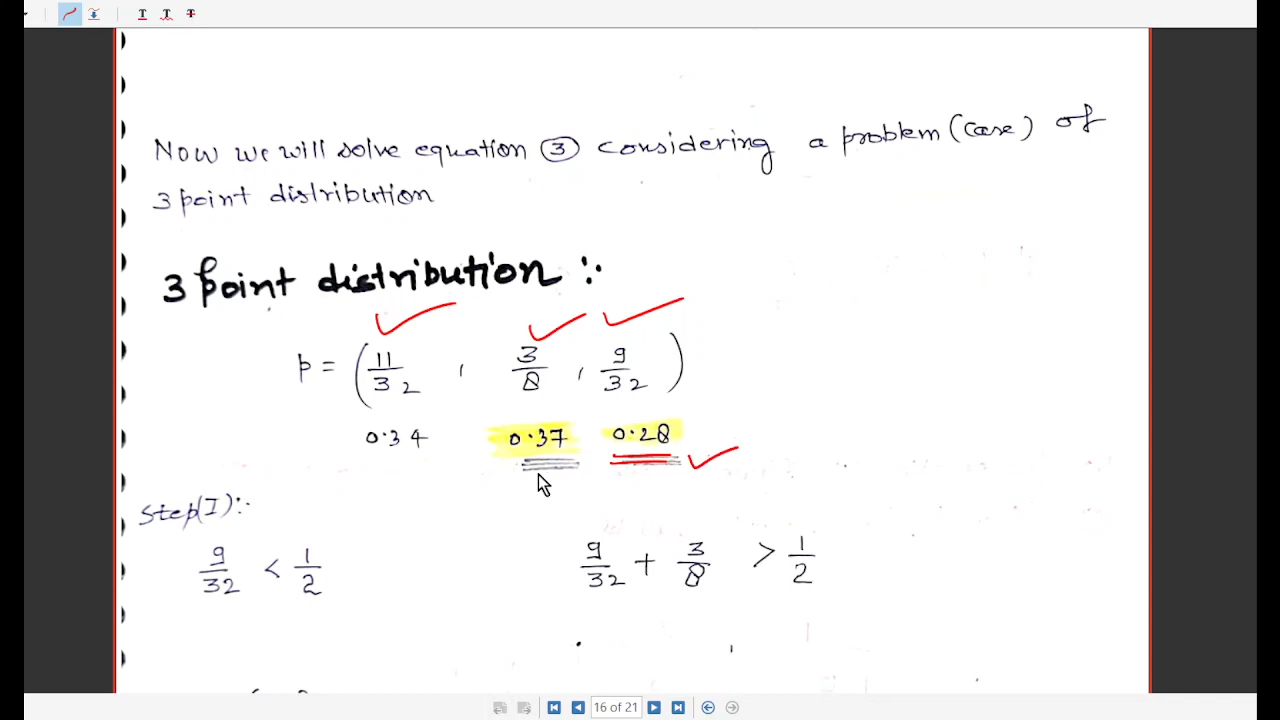 Now we will solve equation ③ considering a problem (case) of
3 point distribution
3 point distribution :-
p = ( 11/32 , 3/8 , 9/32 )
0.34 0.37 0.28
Step(I):-
9/32 < 1/2 9/32 + 3/8 > 1/2
16 of 21